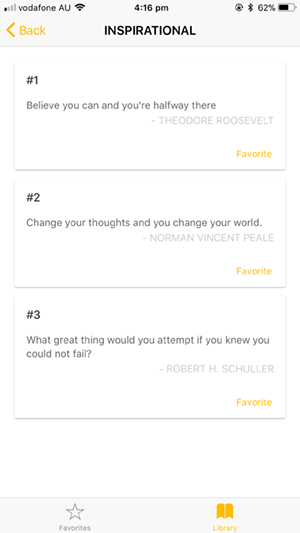 vodafone AU 4:16 pm 62%
Back INSPIRATIONAL
#1
Believe you can and you're halfway there
- THEODORE ROOSEVELT
Favorite
#2
Change your thoughts and you change your world.
- NORMAN VINCENT PEALE
Favorite
#3
What great thing would you attempt if you knew you
could not fail?
- ROBERT H. SCHULLER
Favorite
Favorites Library